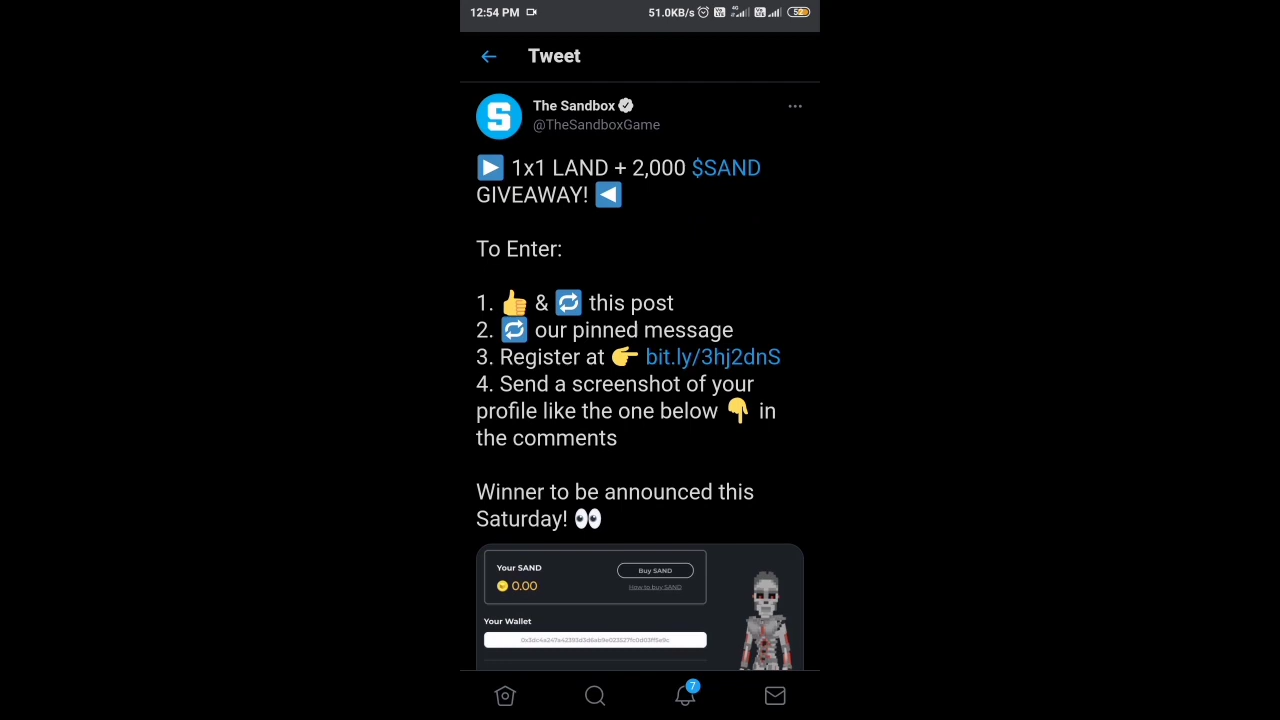 12:54 PM 51.0KB/s 4G 52
Tweet
The Sandbox
@TheSandboxGame
▶ 1x1 LAND + 2,000 $SAND
GIVEAWAY! ◀
To Enter:
1. 👍 & 🔁 this post
2. 🔁 our pinned message
3. Register at 👉 bit.ly/3hj2dnS
4. Send a screenshot of your
profile like the one below 👇 in
the comments
Winner to be announced this
Saturday! 👀
Your SAND
Buy SAND
0.00
How to buy SAND
Your Wallet
7